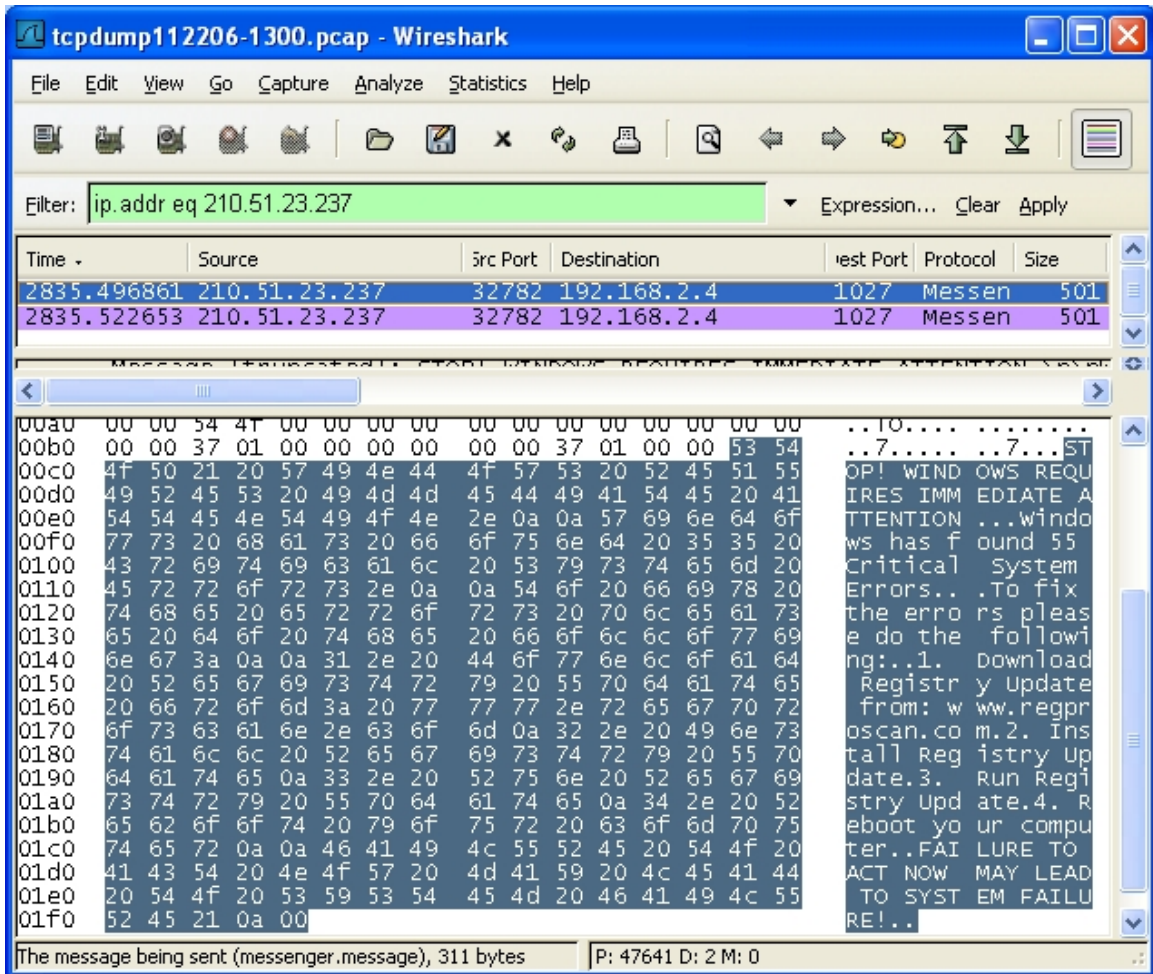 tcpdump112206-1300.pcap - Wireshark
File Edit View Go Capture Analyze Statistics Help
Filter: ip.addr eq 210.51.23.237 Expression... Clear Apply
Time Source Src Port Destination est Port Protocol Size
2835.496861 210.51.23.237 32782 192.168.2.4 1027 Messen 501
2835.522653 210.51.23.237 32782 192.168.2.4 1027 Messen 501
Message [truncated]: STOP! WINDOWS REQUIRES IMMEDIATE ATTENTION.\n\n
00a0 00 00 54 4f 00 00 00 00 00 00 00 00 00 00 00 00 ..TO.... ........
00b0 00 00 37 01 00 00 00 00 00 00 37 01 00 00 53 54 ..7..... ..7...ST
00c0 4f 50 21 20 57 49 4e 44 4f 57 53 20 52 45 51 55 OP! WIND OWS REQU
00d0 49 52 45 53 20 49 4d 4d 45 44 49 41 54 45 20 41 IRES IMM EDIATE A
00e0 54 54 45 4e 54 49 4f 4e 2e 0a 0a 57 69 6e 64 6f TTENTION ...Windo
00f0 77 73 20 68 61 73 20 66 6f 75 6e 64 20 35 35 20 ws has f ound 55
0100 43 72 69 74 69 63 61 6c 20 53 79 73 74 65 6d 20 Critical System
0110 45 72 72 6f 72 73 2e 0a 0a 54 6f 20 66 69 78 20 Errors.. .To fix
0120 74 68 65 20 65 72 72 6f 72 73 20 70 6c 65 61 73 the erro rs pleas
0130 65 20 64 6f 20 74 68 65 20 66 6f 6c 6c 6f 77 69 e do the followi
0140 6e 67 3a 0a 0a 31 2e 20 44 6f 77 6e 6c 6f 61 64 ng:..1. Download
0150 20 52 65 67 69 73 74 72 79 20 55 70 64 61 74 65 Registr y Update
0160 20 66 72 6f 6d 3a 20 77 77 77 2e 72 65 67 70 72 from: w ww.regpr
0170 6f 73 63 61 6e 2e 63 6f 6d 0a 32 2e 20 49 6e 73 oscan.co m.2. Ins
0180 74 61 6c 6c 20 52 65 67 69 73 74 72 79 20 55 70 tall Reg istry Up
0190 64 61 74 65 0a 33 2e 20 52 75 6e 20 52 65 67 69 date.3. Run Regi
01a0 73 74 72 79 20 55 70 64 61 74 65 0a 34 2e 20 52 stry Upd ate.4. R
01b0 65 62 6f 6f 74 20 79 6f 75 72 20 63 6f 6d 70 75 eboot yo ur compu
01c0 74 65 72 0a 0a 46 41 49 4c 55 52 45 20 54 4f 20 ter..FAI LURE TO
01d0 41 43 54 20 4e 4f 57 20 4d 41 59 20 4c 45 41 44 ACT NOW MAY LEAD
01e0 20 54 4f 20 53 59 53 54 45 4d 20 46 41 49 4c 55 TO SYST EM FAILU
01f0 52 45 21 0a 00 RE!..
The message being sent (messenger.message), 311 bytes P: 47641 D: 2 M: 0